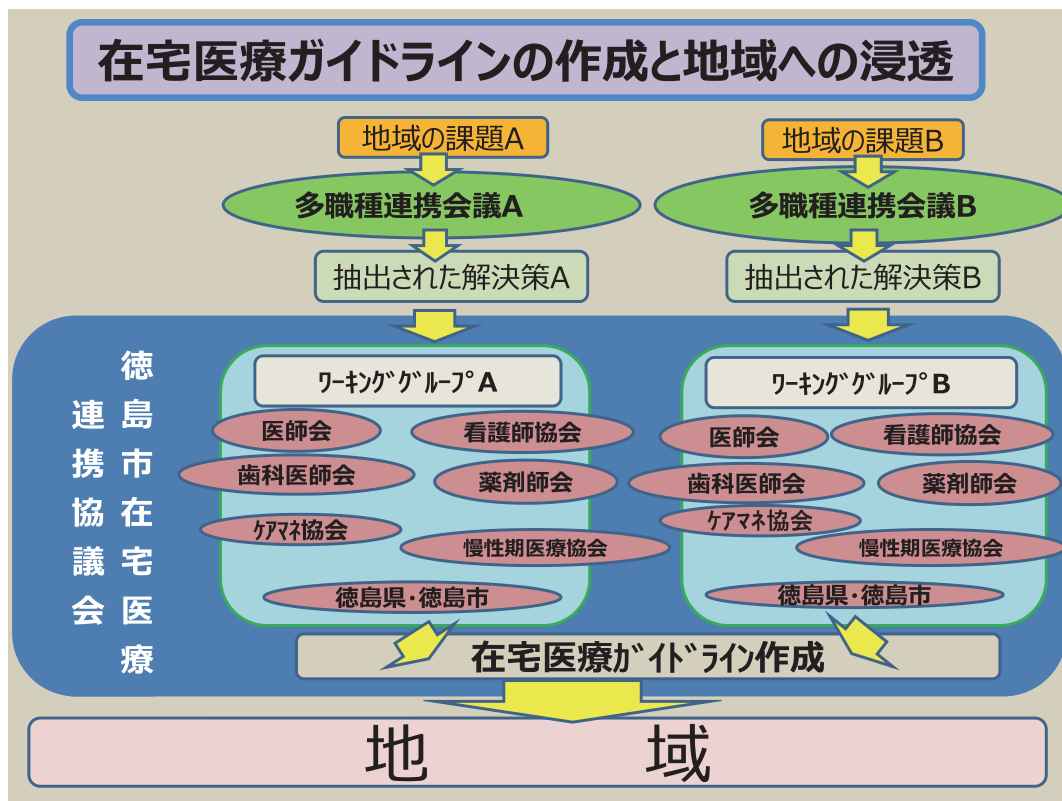 在宅医療ガイドラインの作成と地域への浸透
地域の課題A
多職種連携会議A
抽出された解決策A
地域の課題B
多職種連携会議B
抽出された解決策B
徳島市在宅医療
連携協議会
ﾜｰｷﾝｸﾞｸﾞﾙｰﾌﾟA
医師会
看護師協会
歯科医師会
薬剤師会
ｹｱﾏﾈ協会
慢性期医療協会
徳島県・徳島市
ﾜｰｷﾝｸﾞｸﾞﾙｰﾌﾟB
医師会
看護師協会
歯科医師会
薬剤師会
ｹｱﾏﾈ協会
慢性期医療協会
徳島県・徳島市
在宅医療ｶﾞｲﾄﾞﾗｲﾝ作成
地　域